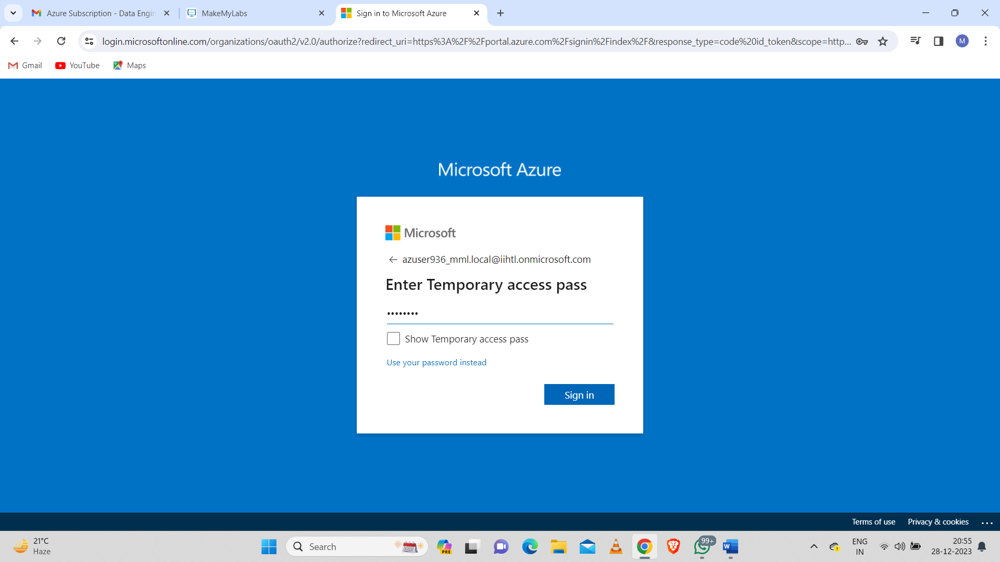 Azure Subscription - Data Engin
MakeMyLabs
Sign in to Microsoft Azure
login.microsoftonline.com/organizations/oauth2/v2.0/authorize?redirect_uri=https%3A%2F%2Fportal.azure.com%2Fsignin%2Findex%2F&response_type=code%20id_token&scope=http...
M
Gmail
YouTube
Maps
Microsoft Azure
Microsoft
azuser936_mml.local@iihtl.onmicrosoft.com
Enter Temporary access pass
••••••••
Show Temporary access pass
Use your password instead
Sign in
Terms of use
Privacy & cookies
...
21°C
Haze
Search
PRE
99+
W
ENG
IN
20:55
28-12-2023